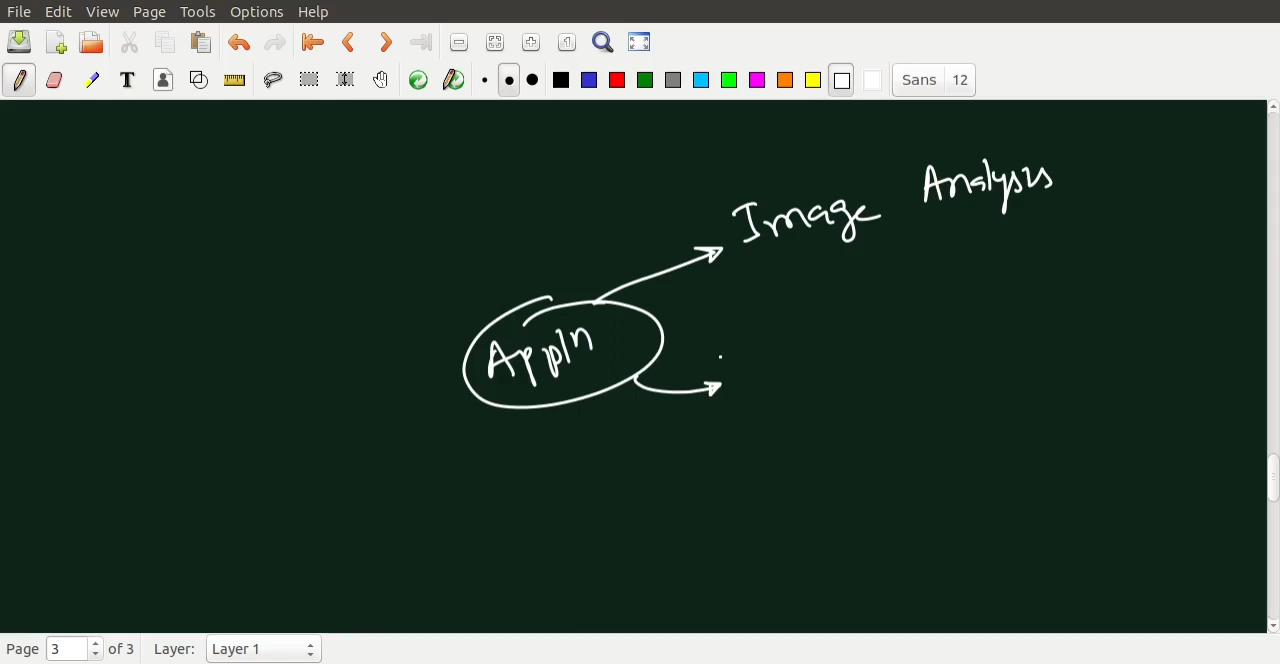 File Edit View Page Tools Options Help
T Sans 12
Image Analysis
Appln
Page 3 of 3 Layer: Layer 1